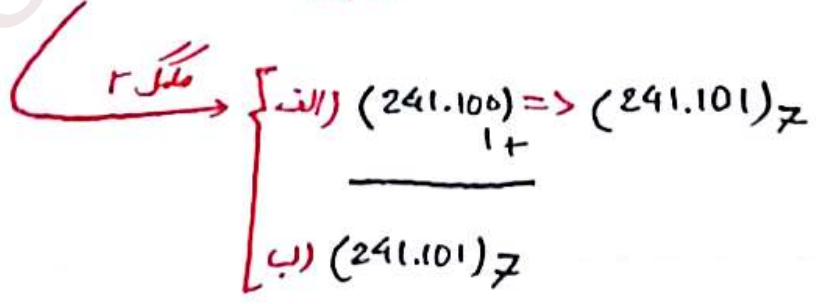 مکمل ۲
الف) (241.100) => (241.101)7
1+
ب) (241.101)7